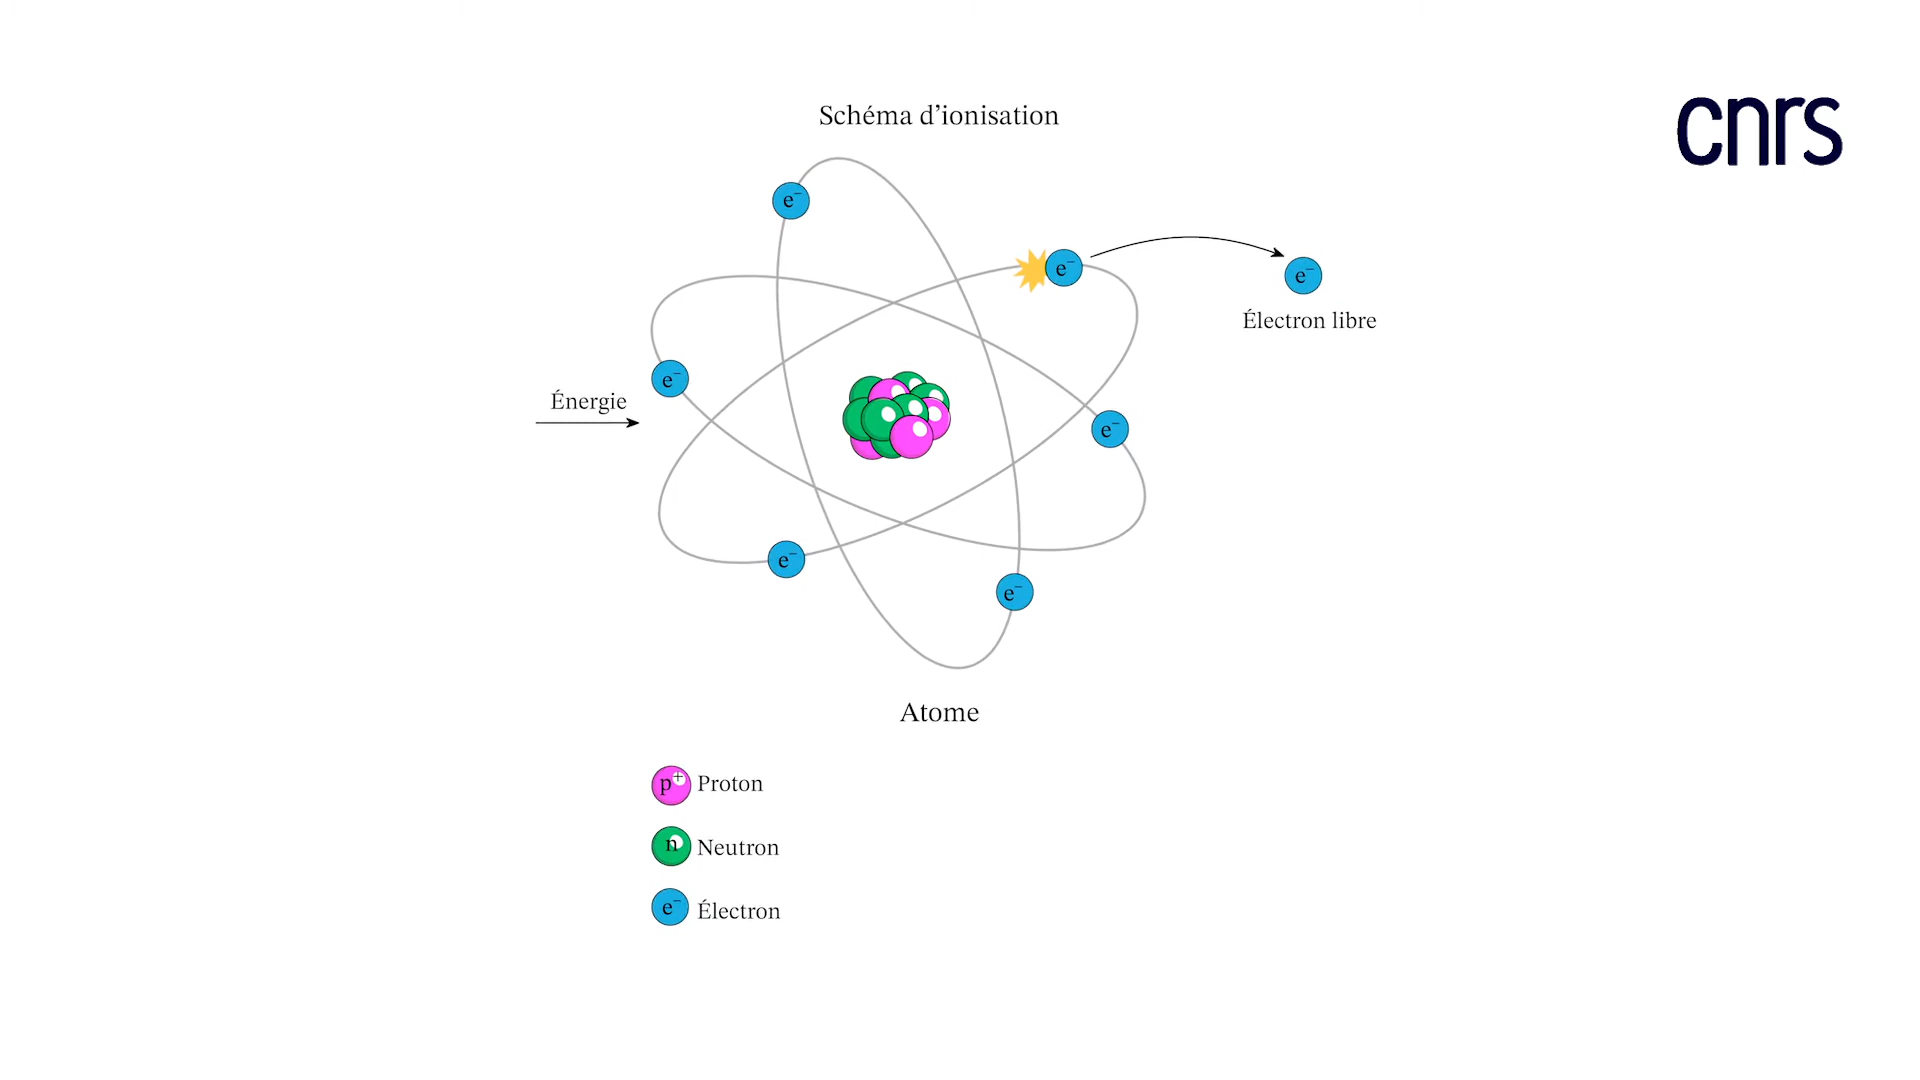 Schéma d’ionisation
cnrs
e⁻
e⁻
e⁻
Électron libre
e⁻
Énergie
e⁻
e⁻
e⁻
Atome
p⁺ Proton
n Neutron
e⁻ Électron